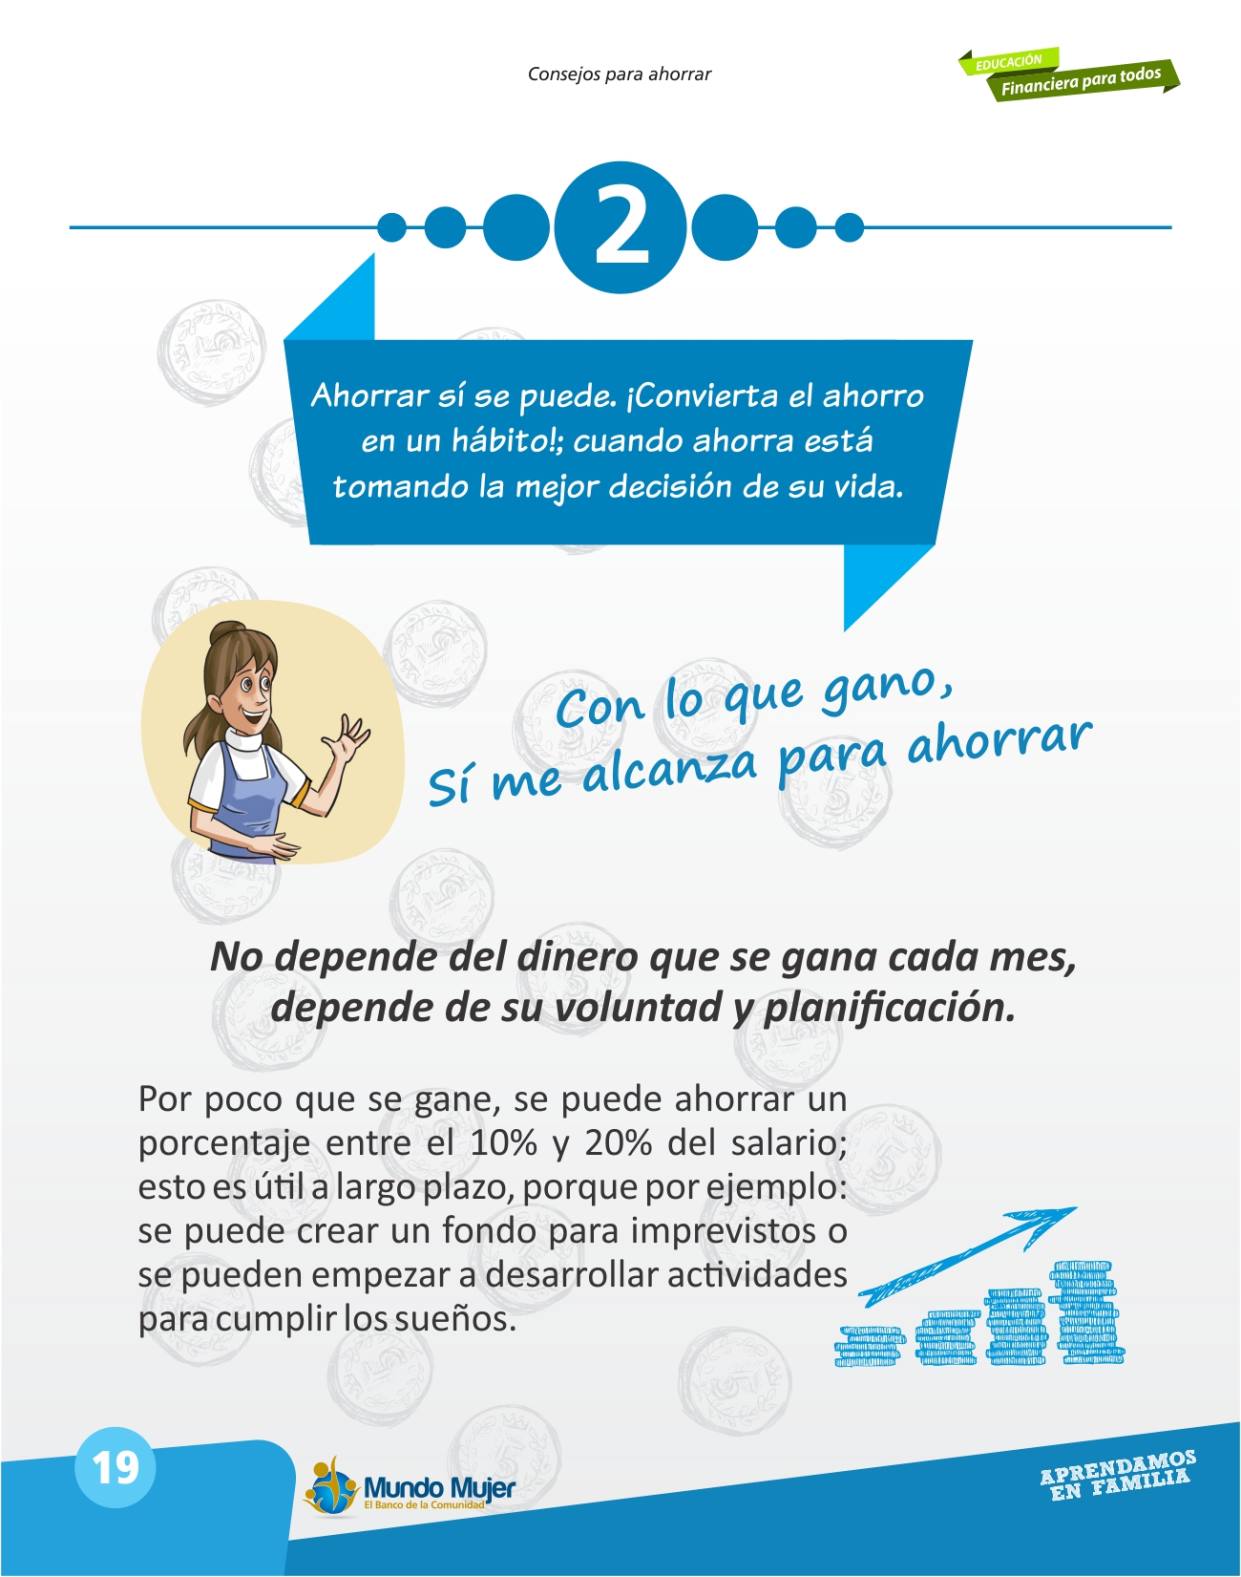 Consejos para ahorrar
EDUCACIÓN
Financiera para todos
2
Ahorrar sí se puede. ¡Convierta el ahorro
en un hábito!; cuando ahorra está
tomando la mejor decisión de su vida.
Con lo que gano,
Sí me alcanza para ahorrar
No depende del dinero que se gana cada mes,
depende de su voluntad y planificación.
Por poco que se gane, se puede ahorrar un
porcentaje entre el 10% y 20% del salario;
esto es útil a largo plazo, porque por ejemplo:
se puede crear un fondo para imprevistos o
se pueden empezar a desarrollar actividades
para cumplir los sueños.
19
Mundo Mujer
El Banco de la Comunidad
APRENDAMOS
EN FAMILIA